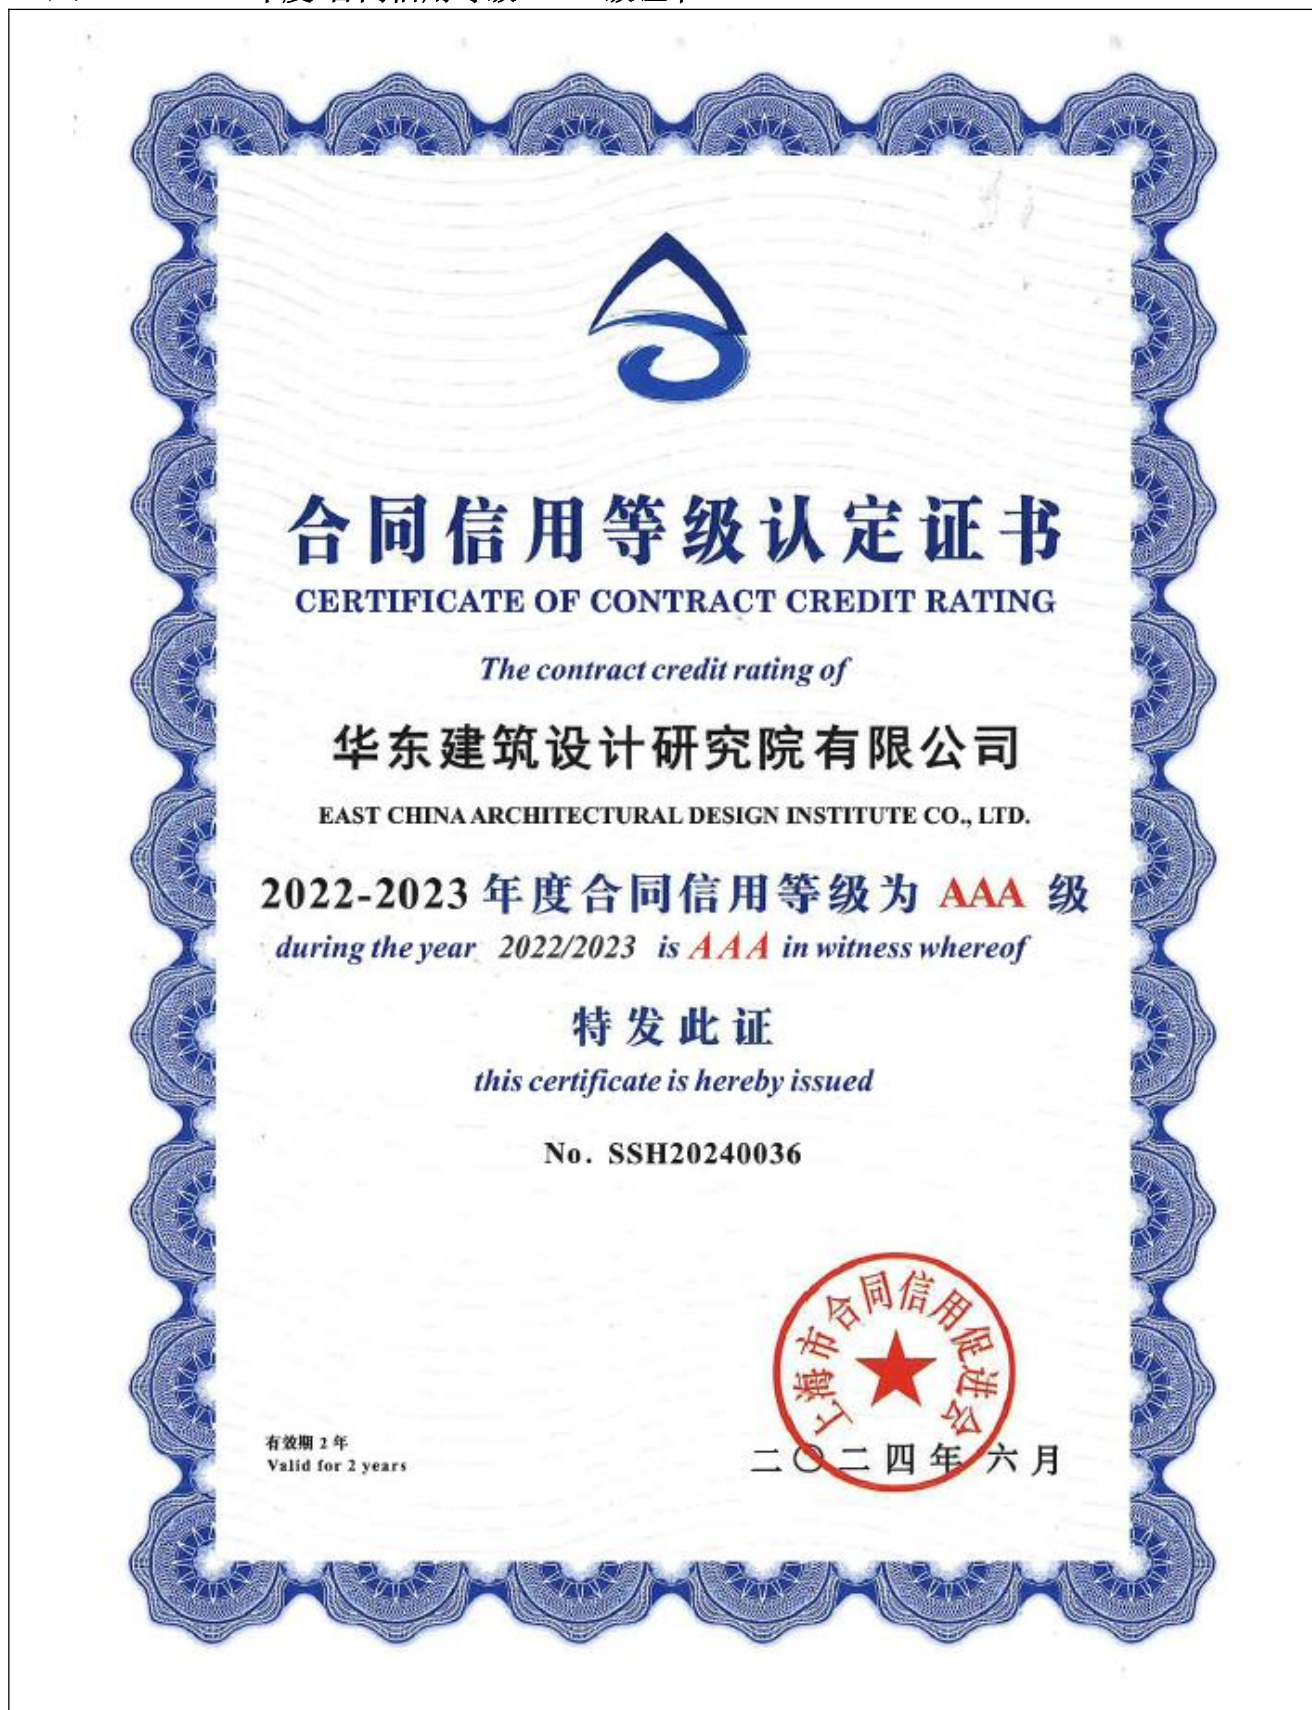 合同信用等级认定证书
CERTIFICATE OF CONTRACT CREDIT RATING
The contract credit rating of
华东建筑设计研究院有限公司
EAST CHINA ARCHITECTURAL DESIGN INSTITUTE CO., LTD.
2022-2023 年度合同信用等级为 AAA 级
during the year 2022/2023 is AAA in witness whereof
特发此证
this certificate is hereby issued
No. SSH20240036
上海市合同信用促进会
有效期 2 年
Valid for 2 years
二〇二四年六月